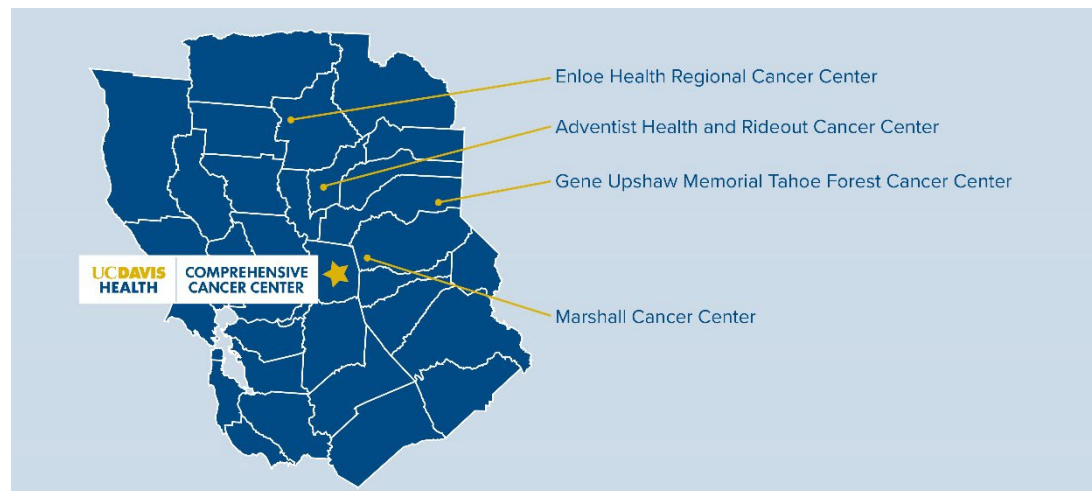 Enloe Health Regional Cancer Center
Adventist Health and Rideout Cancer Center
Gene Upshaw Memorial Tahoe Forest Cancer Center
UCDAVIS
HEALTH
COMPREHENSIVE
CANCER CENTER
Marshall Cancer Center